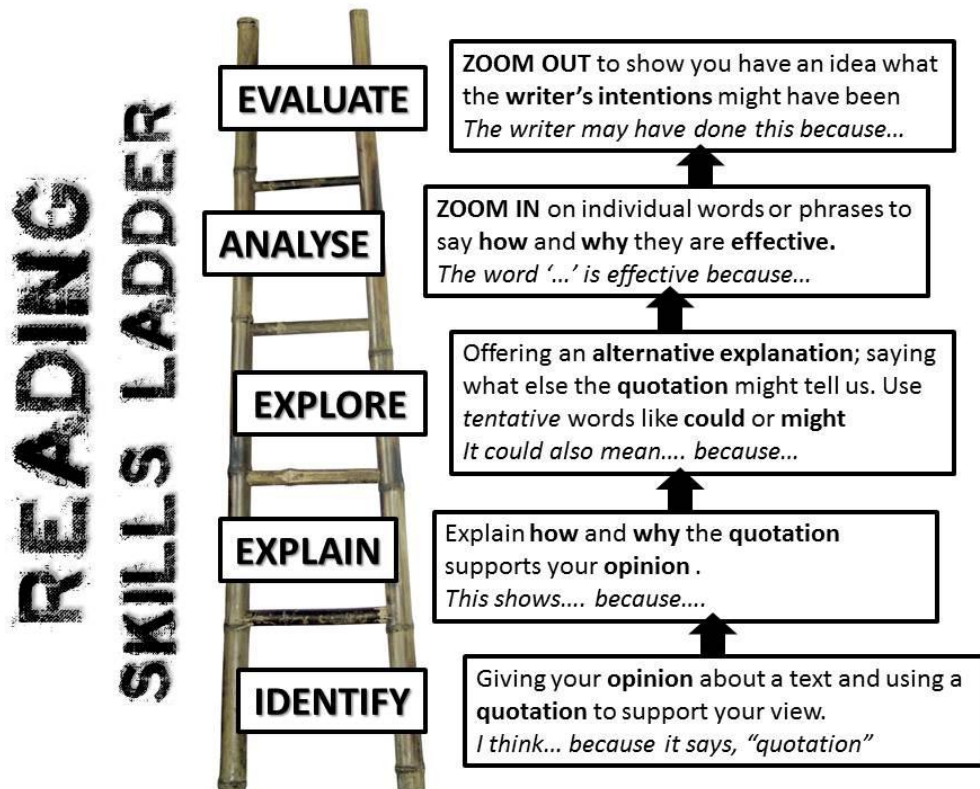 READING
SKILLS LADDER
EVALUATE
ZOOM OUT to show you have an idea what
the writer's intentions might have been
The writer may have done this because...
ANALYSE
ZOOM IN on individual words or phrases to
say how and why they are effective.
The word '...' is effective because...
EXPLORE
Offering an alternative explanation; saying
what else the quotation might tell us. Use
tentative words like could or might
It could also mean.... because...
EXPLAIN
Explain how and why the quotation
supports your opinion .
This shows.... because....
IDENTIFY
Giving your opinion about a text and using a
quotation to support your view.
I think... because it says, "quotation"